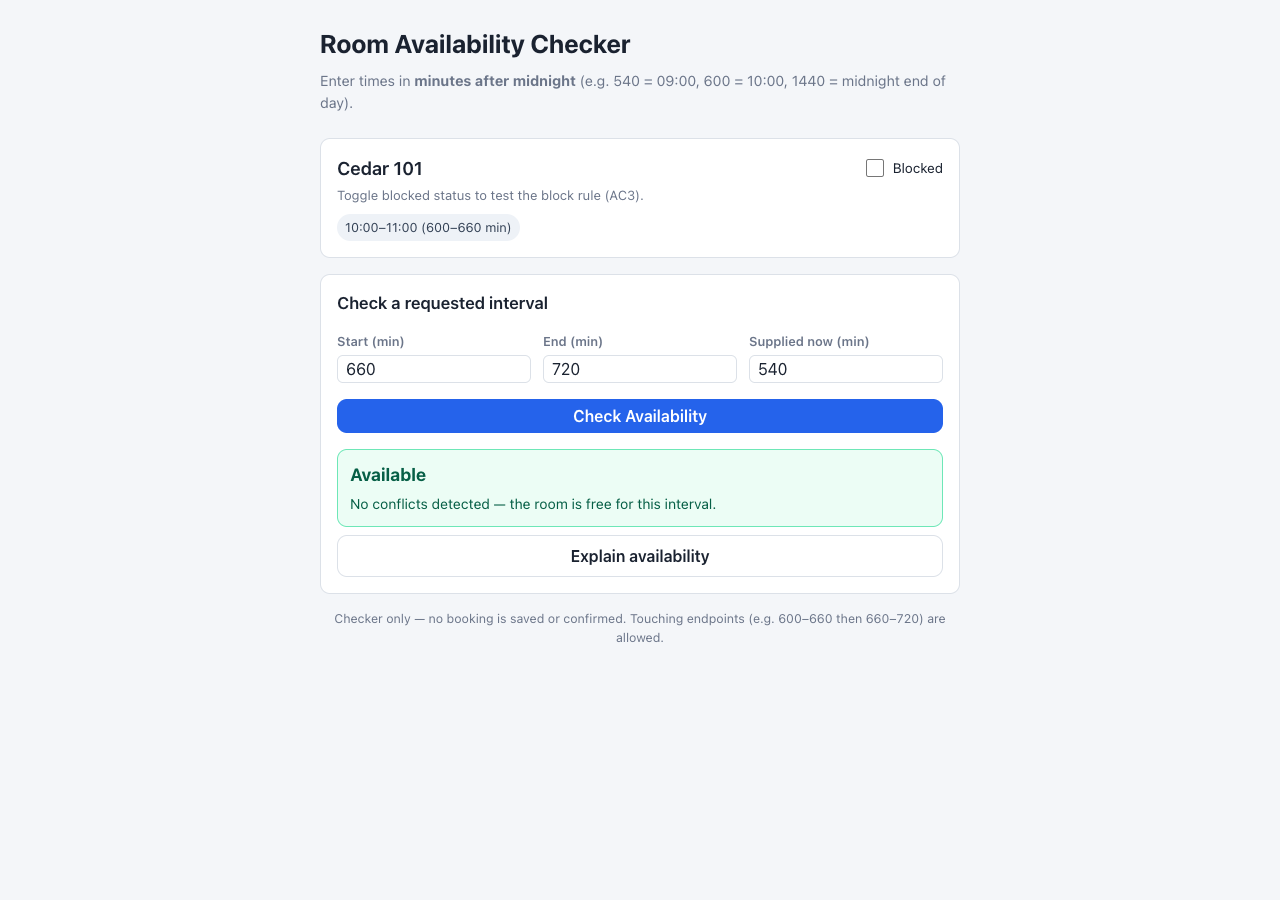 Room Availability Checker
Enter times in minutes after midnight (e.g. 540 = 09:00, 600 = 10:00, 1440 = midnight end of
day).
Cedar 101
Blocked
Toggle blocked status to test the block rule (AC3).
10:00–11:00 (600–660 min)
Check a requested interval
Start (min) End (min) Supplied now (min)
660 720 540
Check Availability
Available
No conflicts detected — the room is free for this interval.
Explain availability
Checker only — no booking is saved or confirmed. Touching endpoints (e.g. 600–660 then 660–720) are
allowed.